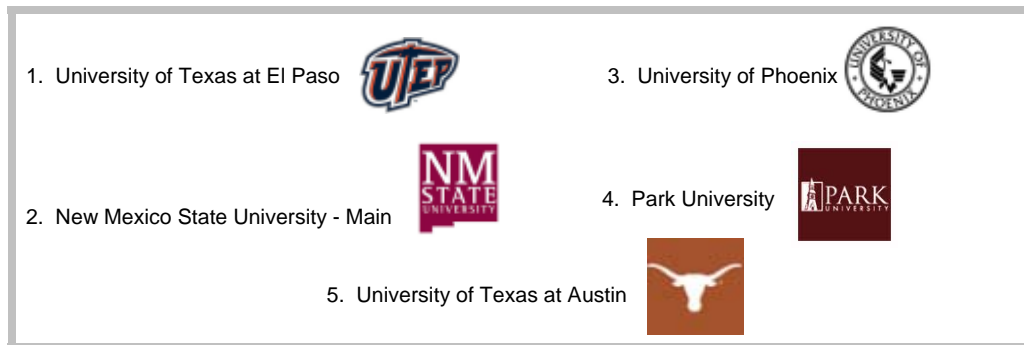 1. University of Texas at El Paso
UTEP
2. New Mexico State University - Main
NM
STATE
UNIVERSITY
3. University of Phoenix
UNIVERSITY OF
PHOENIX
4. Park University
PARK
UNIVERSITY
5. University of Texas at Austin